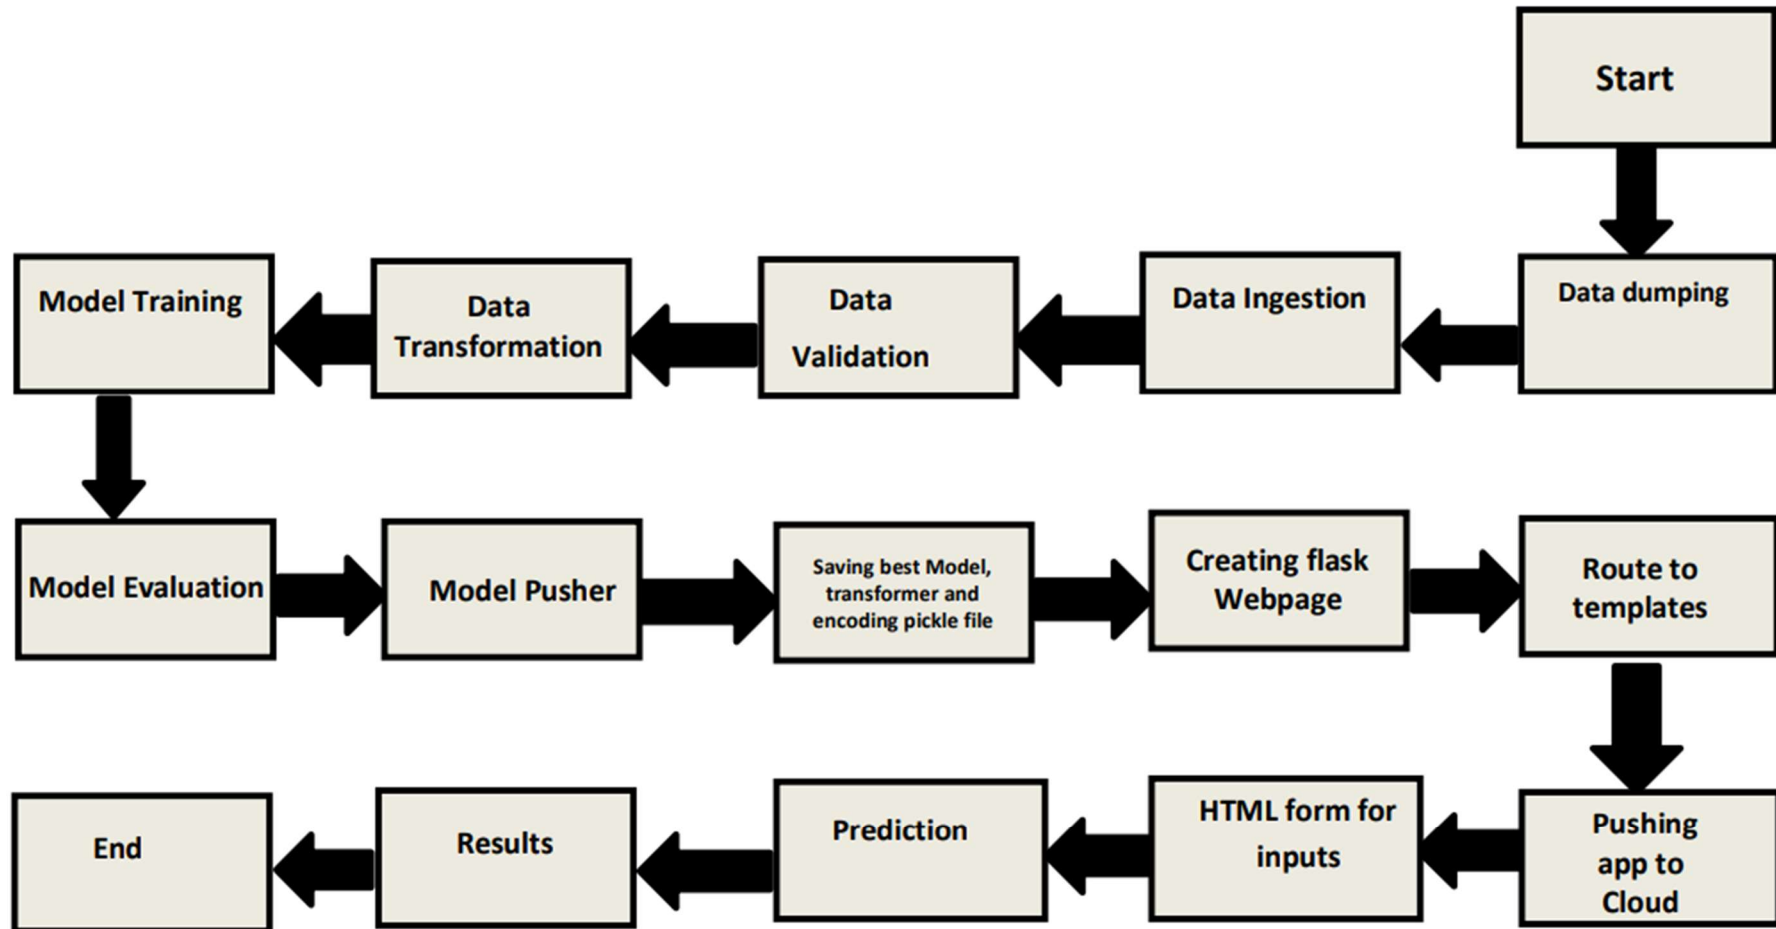 Start
Data dumping
Data Ingestion
Data
Validation
Data
Transformation
Model Training
Model Evaluation
Model Pusher
Saving best Model,
transformer and
encoding pickle file
Creating flask
Webpage
Route to
templates
Pushing
app to
Cloud
HTML form for
inputs
Prediction
Results
End